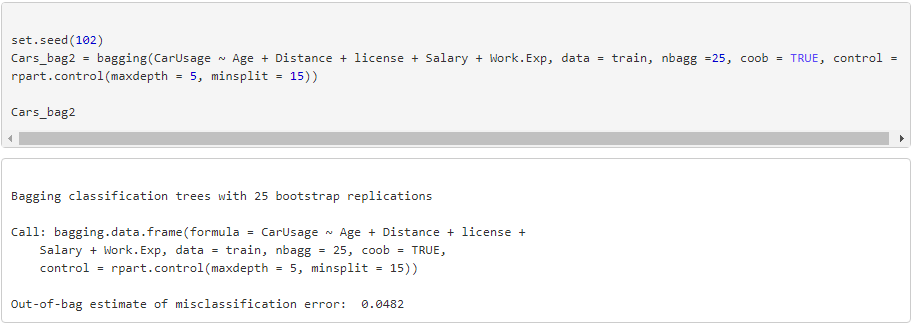 set.seed(102)
Cars_bag2 = bagging(CarUsage ~ Age + Distance + license + Salary + Work.Exp, data = train, nbagg =25, coob = TRUE, control =
rpart.control(maxdepth = 5, minsplit = 15))
Cars_bag2
Bagging classification trees with 25 bootstrap replications
Call: bagging.data.frame(formula = CarUsage ~ Age + Distance + license +
Salary + Work.Exp, data = train, nbagg = 25, coob = TRUE,
control = rpart.control(maxdepth = 5, minsplit = 15))
Out-of-bag estimate of misclassification error:  0.0482